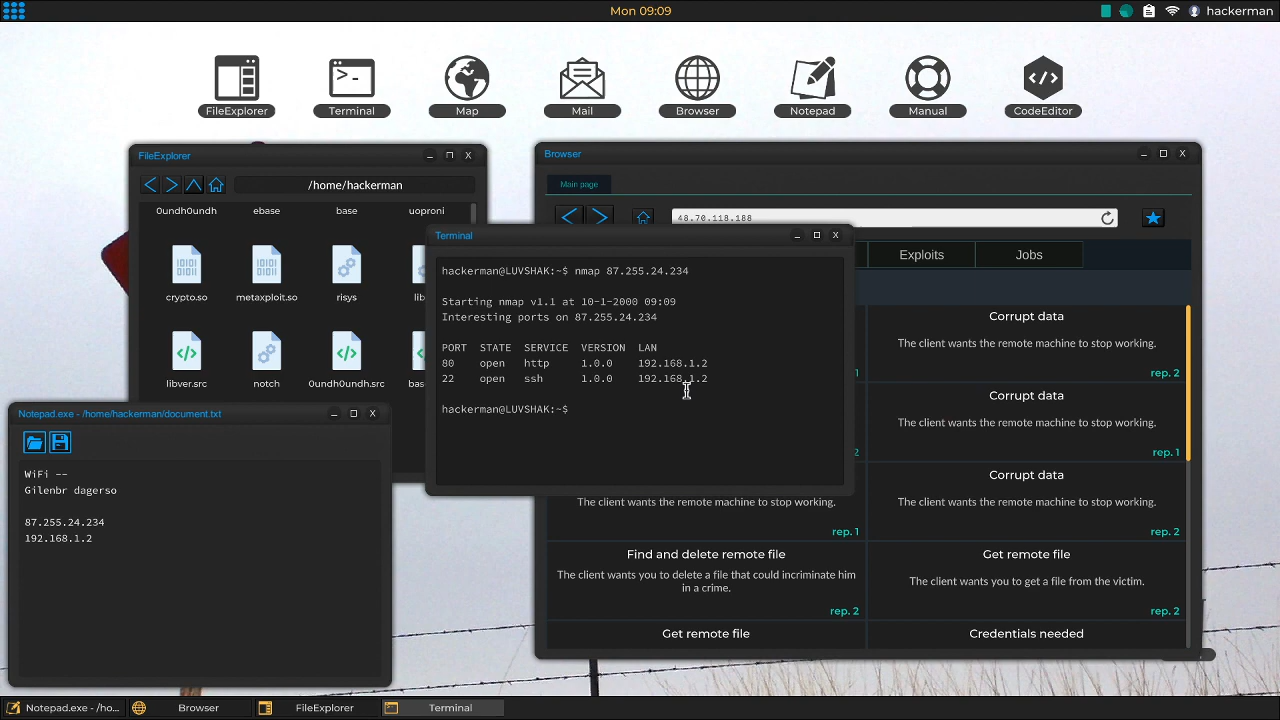 Mon 09:09
hackerman
FileExplorer
Terminal
Map
Mail
Browser
Notepad
Manual
CodeEditor
FileExplorer
/home/hackerman
0undh0undh
ebase
base
uoproni
crypto.so
metaxploit.so
risys
lib
libver.src
notch
0undh0undh.src
Browser
Main page
48.70.118.188
Exploits
Jobs
Corrupt data
The client wants the remote machine to stop working.
1
rep. 2
Corrupt data
The client wants the remote machine to stop working.
2
rep. 1
Corrupt data
The client wants the remote machine to stop working.
The client wants the remote machine to stop working.
rep. 1
rep. 2
Find and delete remote file
The client wants you to delete a file that could incriminate him
in a crime.
rep. 2
Get remote file
The client wants you to get a file from the victim.
rep. 2
Get remote file
Credentials needed
Terminal
hackerman@LUVSHAK:~$ nmap 87.255.24.234
Starting nmap v1.1 at 10-1-2000 09:09
Interesting ports on 87.255.24.234
PORT STATE SERVICE VERSION LAN
80 open http 1.0.0 192.168.1.2
22 open ssh 1.0.0 192.168.1.2
hackerman@LUVSHAK:~$
Notepad.exe - /home/hackerman/document.txt
WiFi --
Gilenbr dagerso
87.255.24.234
192.168.1.2
Notepad.exe - /ho...
Browser
FileExplorer
Terminal